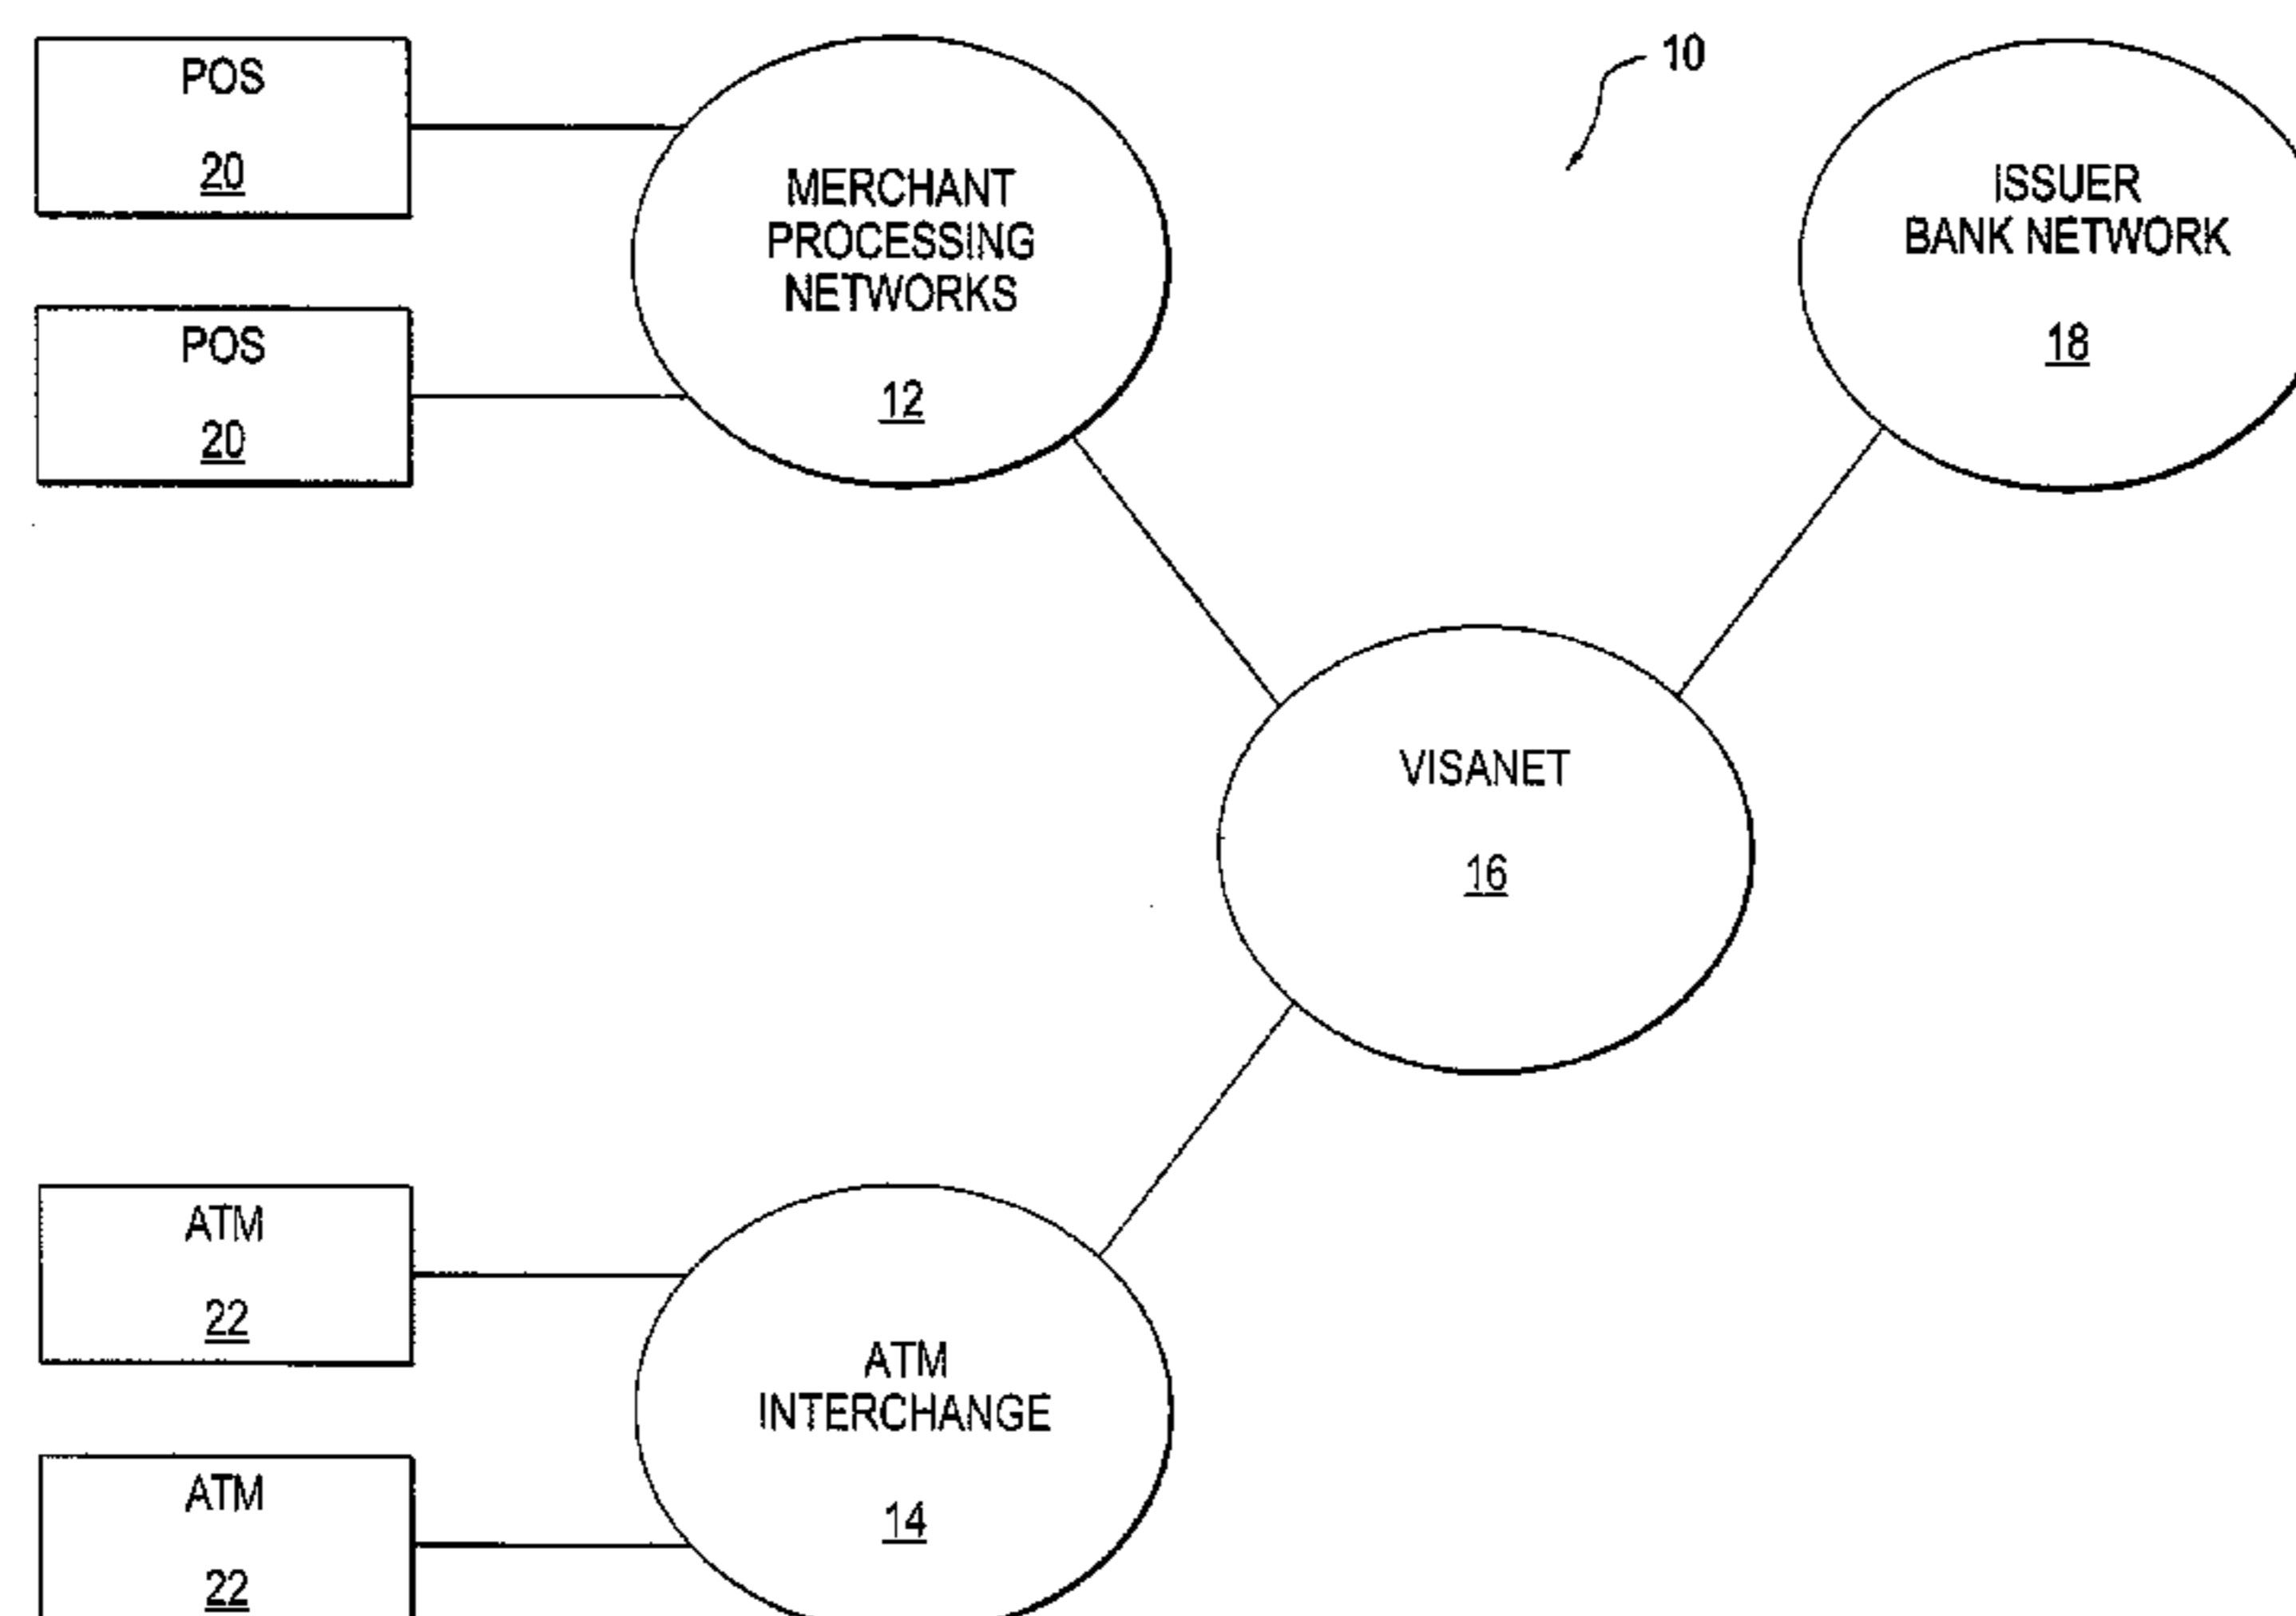 POS
20
POS
20
MERCHANT
PROCESSING
NETWORKS
12
10
ISSUER
BANK NETWORK
18
VISANET
16
ATM
22
ATM
22
ATM
INTERCHANGE
14